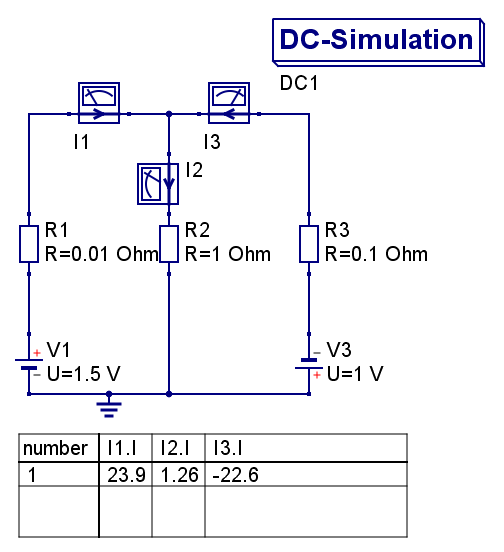 DC-Simulation
DC1
I1
I3
I2
R1
R=0.01 Ohm
R2
R=1 Ohm
R3
R=0.1 Ohm
+ V1
- U=1.5 V
- V3
+ U=1 V
number I1.I I2.I I3.I
1 23.9 1.26 -22.6